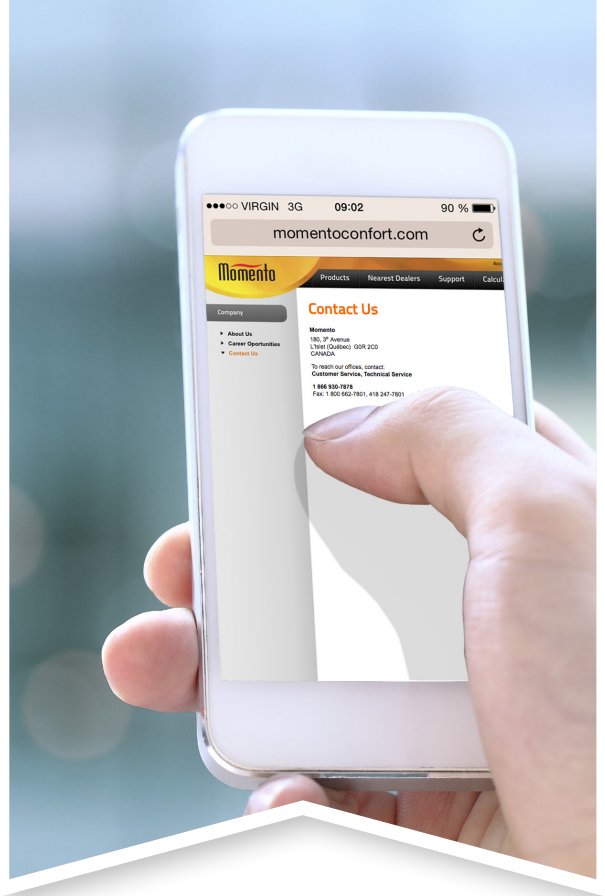 VIRGIN 3G 09:02 90 %
momentoconfort.com
Momento
Products Nearest Dealers Support Calcul
Company
About Us
Career Oportunities
Contact Us
Contact Us
Momento
180, 3e Avenue
L'Islet (Québec) G0R 2C0
CANADA
To reach our offices, contact:
Customer Service, Technical Service
1 866 930-7878
Fax: 1 800 662-7801, 418 247-7801